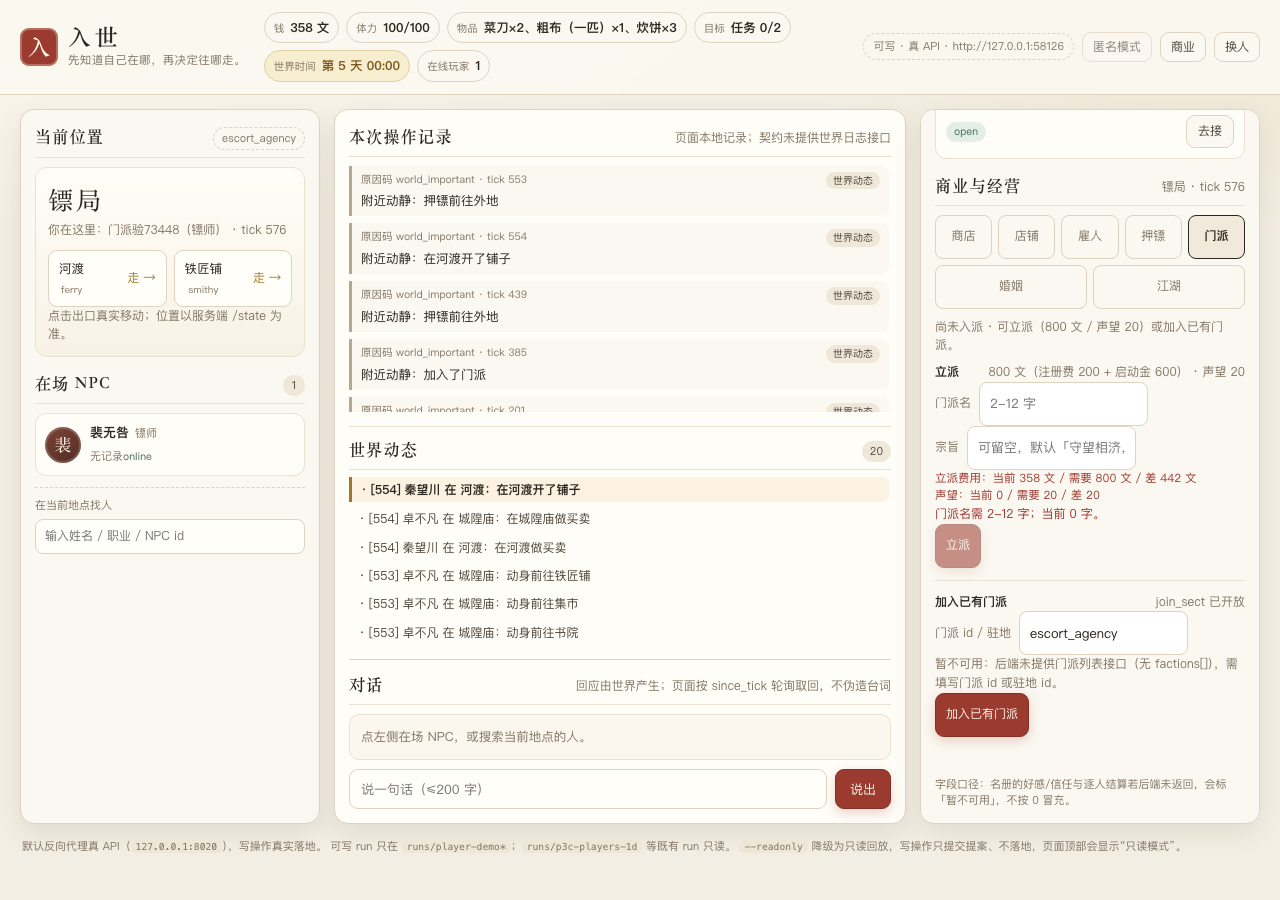 入 入世
先知道自己在哪，再决定往哪走。
钱 358 文
体力 100/100
物品 菜刀×2、粗布（一匹）×1、炊饼×3
目标 任务 0/2
世界时间 第 5 天 00:00
在线玩家 1
可写 · 真 API · http://127.0.0.1:58126
匿名模式
商业
换人
当前位置
escort_agency
镖局
你在这里：门派验73448（镖师） · tick 576
河渡
ferry
走 →
铁匠铺
smithy
走 →
点击出口真实移动；位置以服务端 /state 为
准。
在场 NPC
1
裴
裴无咎 镖师
无记录online
在当前地点找人
输入姓名 / 职业 / NPC id
本次操作记录
页面本地记录；契约未提供世界日志接口
原因码 world_important · tick 553
世界动态
附近动静：押镖前往外地
原因码 world_important · tick 554
世界动态
附近动静：在河渡开了铺子
原因码 world_important · tick 439
世界动态
附近动静：押镖前往外地
原因码 world_important · tick 385
世界动态
附近动静：加入了门派
原因码 world_important · tick 201
世界动态
世界动态
20
· [554] 秦望川 在 河渡：在河渡开了铺子
· [554] 卓不凡 在 城隍庙：在城隍庙做买卖
· [554] 秦望川 在 河渡：在河渡做买卖
· [553] 卓不凡 在 城隍庙：动身前往铁匠铺
· [553] 卓不凡 在 城隍庙：动身前往集市
· [553] 卓不凡 在 城隍庙：动身前往书院
对话
回应由世界产生；页面按 since_tick 轮询取回，不伪造台词
点左侧在场 NPC，或搜索当前地点的人。
说一句话（≤200 字）
说出
open
去接
商业与经营
镖局 · tick 576
商店
店铺
雇人
押镖
门派
婚姻
江湖
尚未入派 · 可立派（800 文 / 声望 20）或加入已有门
派。
立派
800 文（注册费 200 + 启动金 600） · 声望 20
门派名
2–12 字
宗旨
可留空，默认「守望相济，
立派费用：当前 358 文 / 需要 800 文 / 差 442 文
声望：当前 0 / 需要 20 / 差 20
门派名需 2–12 字；当前 0 字。
立派
加入已有门派
join_sect 已开放
门派 id / 驻地
escort_agency
暂不可用：后端未提供门派列表接口（无 factions[]），需
填写门派 id 或驻地 id。
加入已有门派
字段口径：名册的好感/信任与逐人结算若后端未返回，会标
「暂不可用」，不按 0 冒充。
默认反向代理真 API（ 127.0.0.1:8020 ），写操作真实落地。 可写 run 只在 runs/player-demo* ； runs/p3c-players-1d 等既有 run 只读。 --readonly 降级为只读回放，写操作只提交提案、不落地，页面顶部会显示“只读模式”。